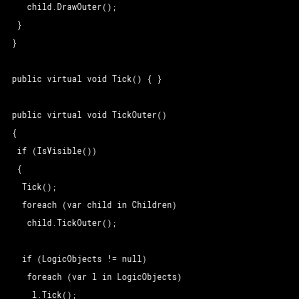 child.DrawOuter();
}
}
public virtual void Tick() { }
public virtual void TickOuter()
{
if (IsVisible())
{
Tick();
foreach (var child in Children)
child.TickOuter();
if (LogicObjects != null)
foreach (var l in LogicObjects)
l.Tick();